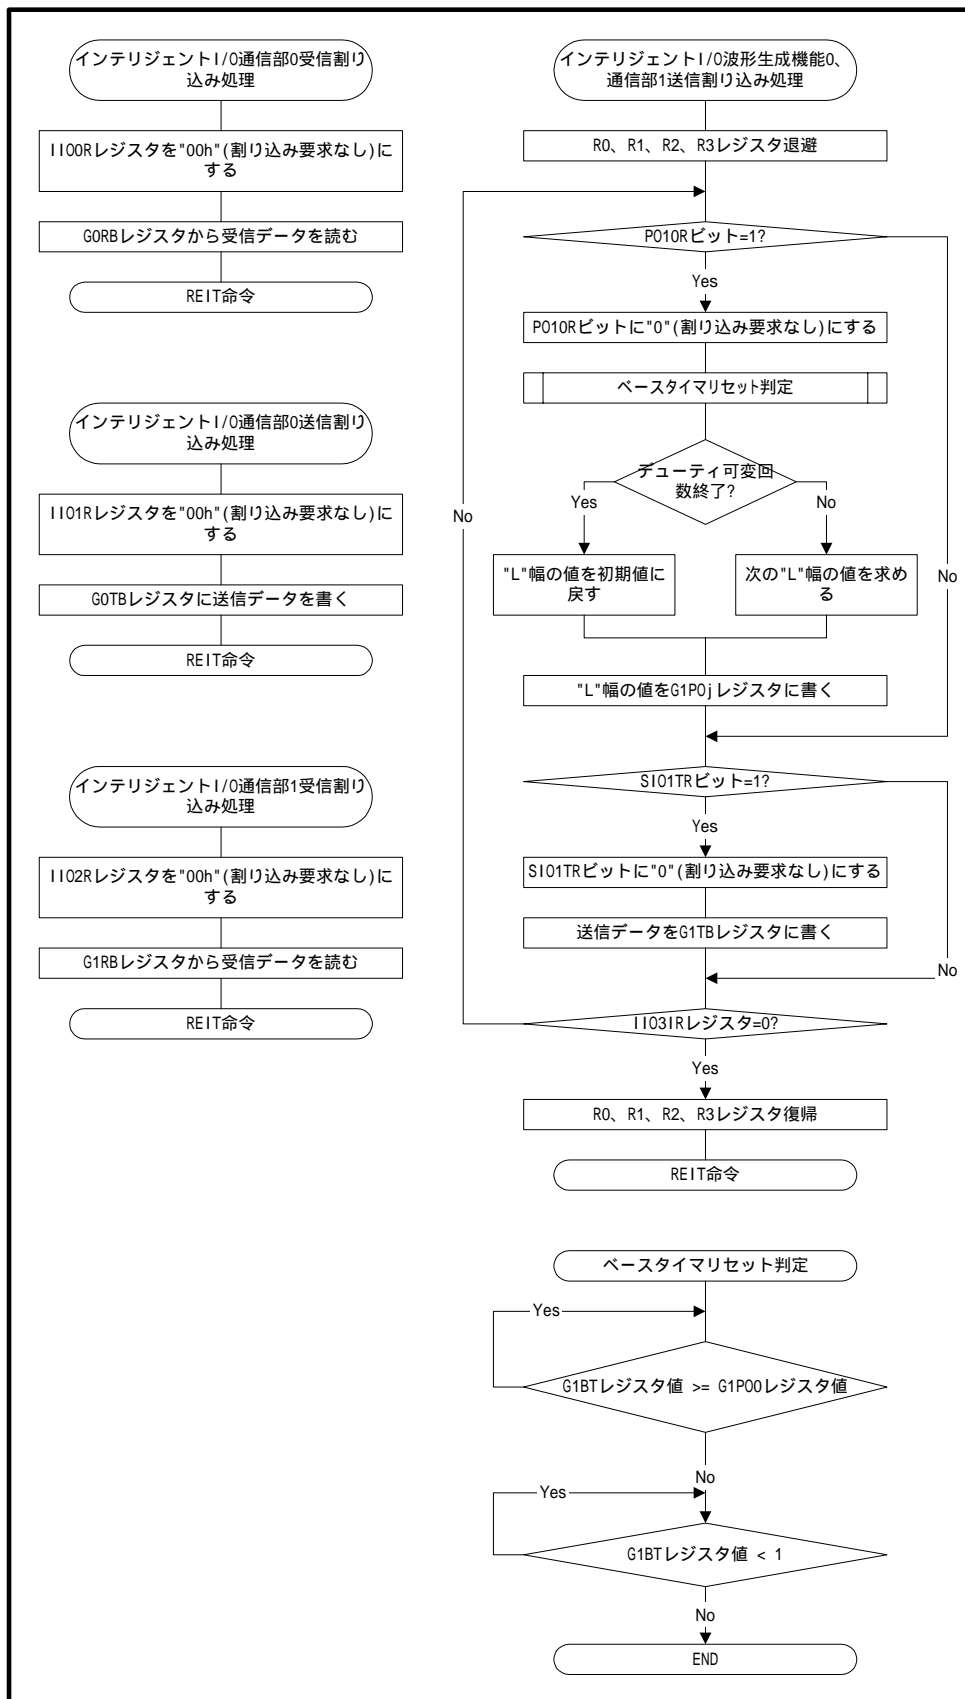 インテリジェントI/O通信部0受信割り
込み処理
IIO0Rレジスタを"00h"(割り込み要求なし)に
する
G0RBレジスタから受信データを読む
REIT命令
インテリジェントI/O通信部0送信割り
込み処理
IIO1Rレジスタを"00h"(割り込み要求なし)に
する
G0TBレジスタに送信データを書く
REIT命令
インテリジェントI/O通信部1受信割り
込み処理
IIO2Rレジスタを"00h"(割り込み要求なし)に
する
G1RBレジスタから受信データを読む
REIT命令
インテリジェントI/O波形生成機能0、
通信部1送信割り込み処理
R0、R1、R2、R3レジスタ退避
PO10Rビット=1?
Yes
PO10Rビットに"0"(割り込み要求なし)にする
ベースタイマリセット判定
デューティ可変回
数終了?
Yes
No
No
"L"幅の値を初期値に
戻す
次の"L"幅の値を求め
る
No
"L"幅の値をG1POjレジスタに書く
SIO1TRビット=1?
Yes
SIO1TRビットに"0"(割り込み要求なし)にする
送信データをG1TBレジスタに書く
No
IIO3IRレジスタ=0?
Yes
R0、R1、R2、R3レジスタ復帰
REIT命令
ベースタイマリセット判定
Yes
G1BTレジスタ値 >= G1PO0レジスタ値
No
Yes
G1BTレジスタ値 < 1
No
END